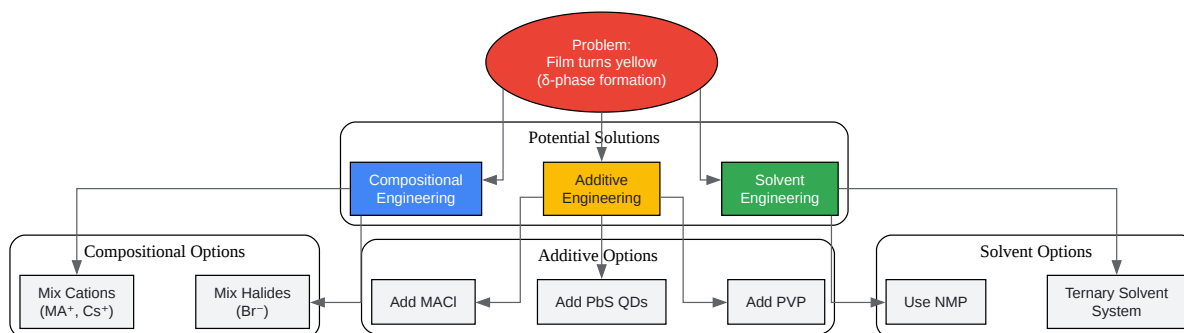 Problem:
Film turns yellow
(δ-phase formation)
Potential Solutions
Compositional
Engineering
Additive
Engineering
Solvent
Engineering
Compositional Options
Mix Cations
(MA⁺, Cs⁺)
Mix Halides
(Br⁻)
Additive Options
Add MACl
Add PbS QDs
Add PVP
Solvent Options
Use NMP
Ternary Solvent
System